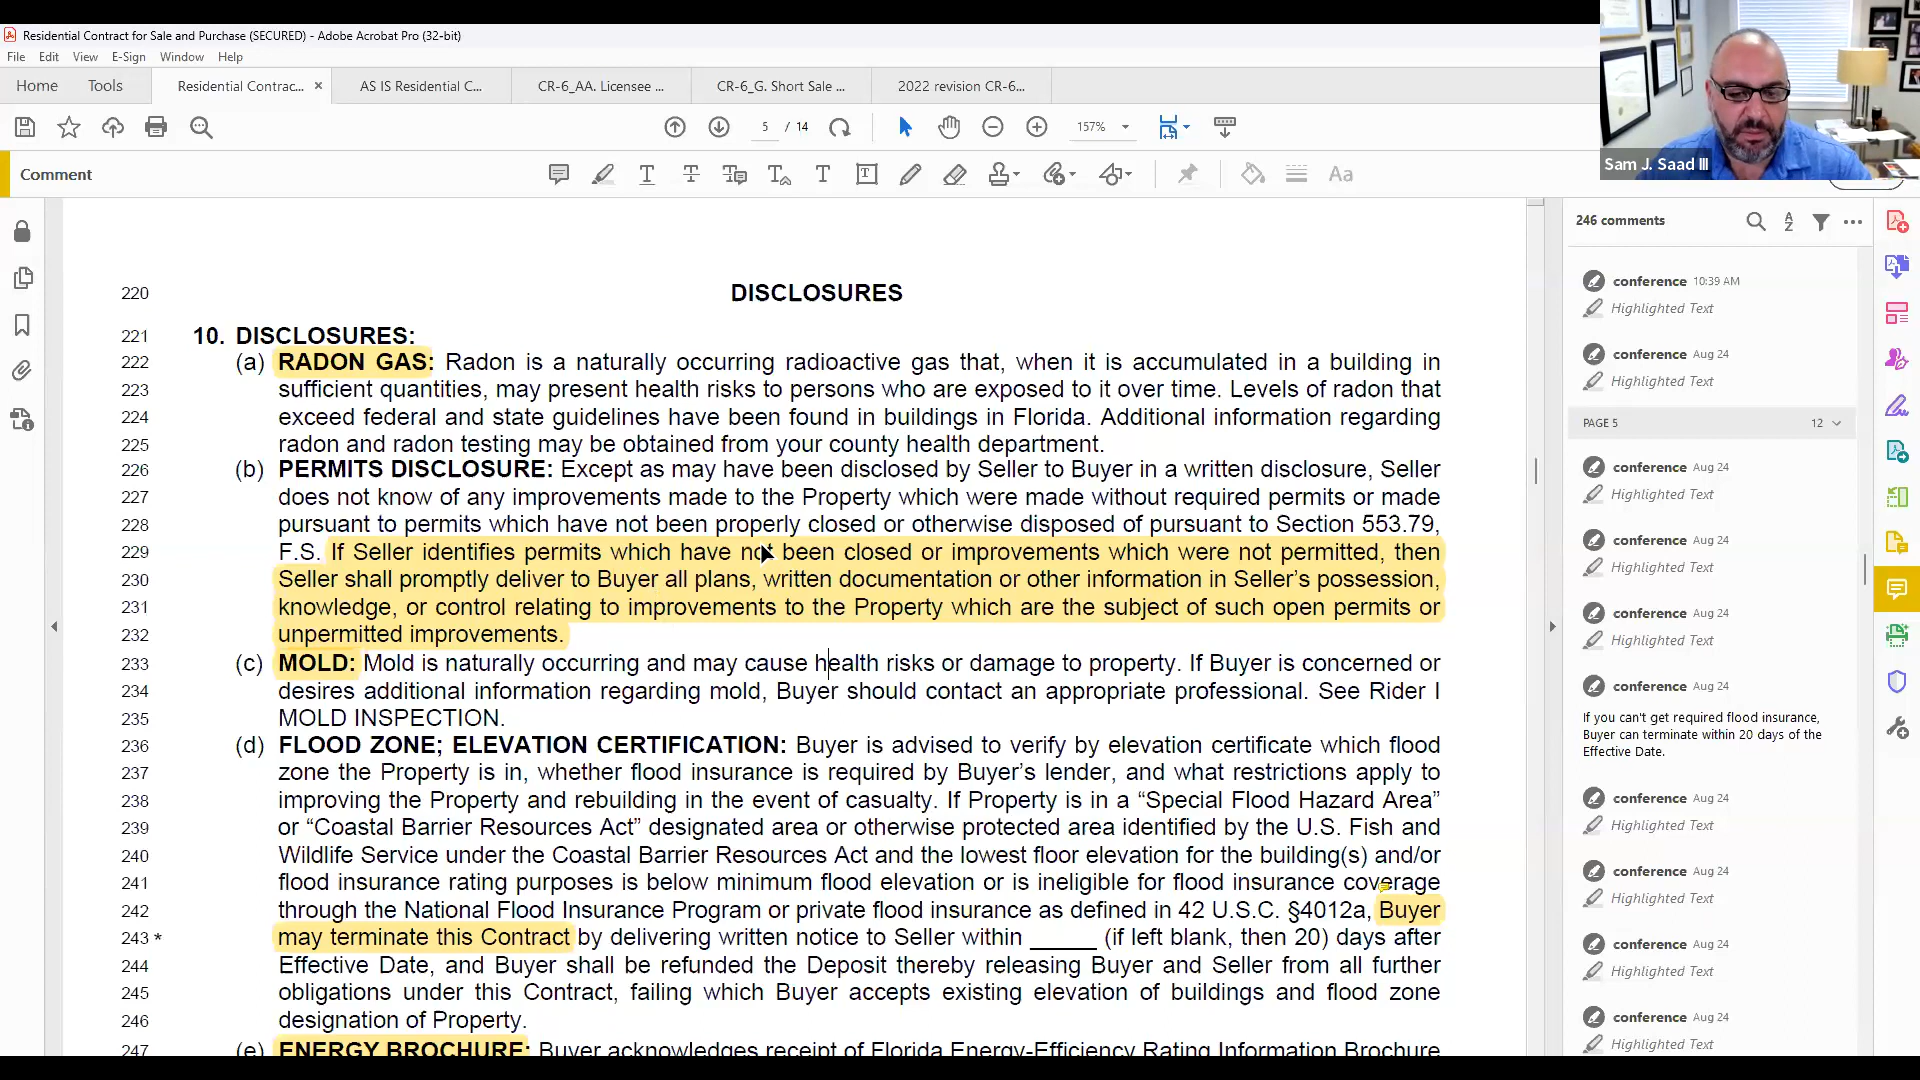 Residential Contract for Sale and Purchase (SECURED) - Adobe Acrobat Pro (32-bit)
File Edit View E-Sign Window Help
Home Tools Residential Contrac... × AS IS Residential C... CR-6_AA. Licensee ... CR-6_G. Short Sale ... 2022 revision CR-6...
5 / 14 157%
Sam J. Saad III
Comment
246 comments
220 DISCLOSURES
221 10. DISCLOSURES:
222 (a) RADON GAS: Radon is a naturally occurring radioactive gas that, when it is accumulated in a building in
223 sufficient quantities, may present health risks to persons who are exposed to it over time. Levels of radon that
224 exceed federal and state guidelines have been found in buildings in Florida. Additional information regarding
225 radon and radon testing may be obtained from your county health department.
226 (b) PERMITS DISCLOSURE: Except as may have been disclosed by Seller to Buyer in a written disclosure, Seller
227 does not know of any improvements made to the Property which were made without required permits or made
228 pursuant to permits which have not been properly closed or otherwise disposed of pursuant to Section 553.79,
229 F.S. If Seller identifies permits which have not been closed or improvements which were not permitted, then
230 Seller shall promptly deliver to Buyer all plans, written documentation or other information in Seller's possession,
231 knowledge, or control relating to improvements to the Property which are the subject of such open permits or
232 unpermitted improvements.
233 (c) MOLD: Mold is naturally occurring and may cause health risks or damage to property. If Buyer is concerned or
234 desires additional information regarding mold, Buyer should contact an appropriate professional. See Rider I
235 MOLD INSPECTION.
236 (d) FLOOD ZONE; ELEVATION CERTIFICATION: Buyer is advised to verify by elevation certificate which flood
237 zone the Property is in, whether flood insurance is required by Buyer's lender, and what restrictions apply to
238 improving the Property and rebuilding in the event of casualty. If Property is in a “Special Flood Hazard Area”
239 or “Coastal Barrier Resources Act” designated area or otherwise protected area identified by the U.S. Fish and
240 Wildlife Service under the Coastal Barrier Resources Act and the lowest floor elevation for the building(s) and/or
241 flood insurance rating purposes is below minimum flood elevation or is ineligible for flood insurance coverage
242 through the National Flood Insurance Program or private flood insurance as defined in 42 U.S.C. §4012a, Buyer
243 * may terminate this Contract by delivering written notice to Seller within _____ (if left blank, then 20) days after
244 Effective Date, and Buyer shall be refunded the Deposit thereby releasing Buyer and Seller from all further
245 obligations under this Contract, failing which Buyer accepts existing elevation of buildings and flood zone
246 designation of Property.
247 (e) ENERGY BROCHURE: Buyer acknowledges receipt of Florida Energy-Efficiency Rating Information Brochure
conference 10:39 AM
Highlighted Text
conference Aug 24
Highlighted Text
PAGE 5 12
conference Aug 24
Highlighted Text
conference Aug 24
Highlighted Text
conference Aug 24
Highlighted Text
conference Aug 24
If you can't get required flood insurance,
Buyer can terminate within 20 days of the
Effective Date.
conference Aug 24
Highlighted Text
conference Aug 24
Highlighted Text
conference Aug 24
Highlighted Text
conference Aug 24
Highlighted Text